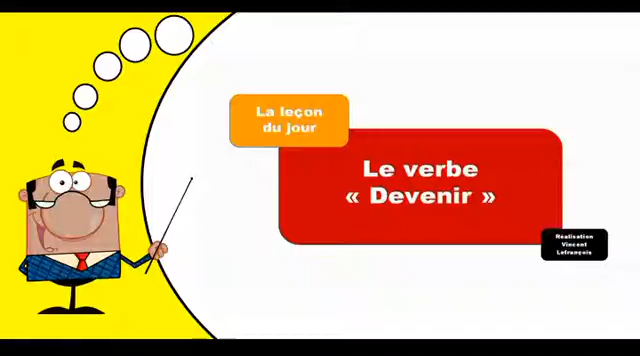 La leçon
du jour
Le verbe
« Devenir »
Réalisation
Vincent
Lefrançois